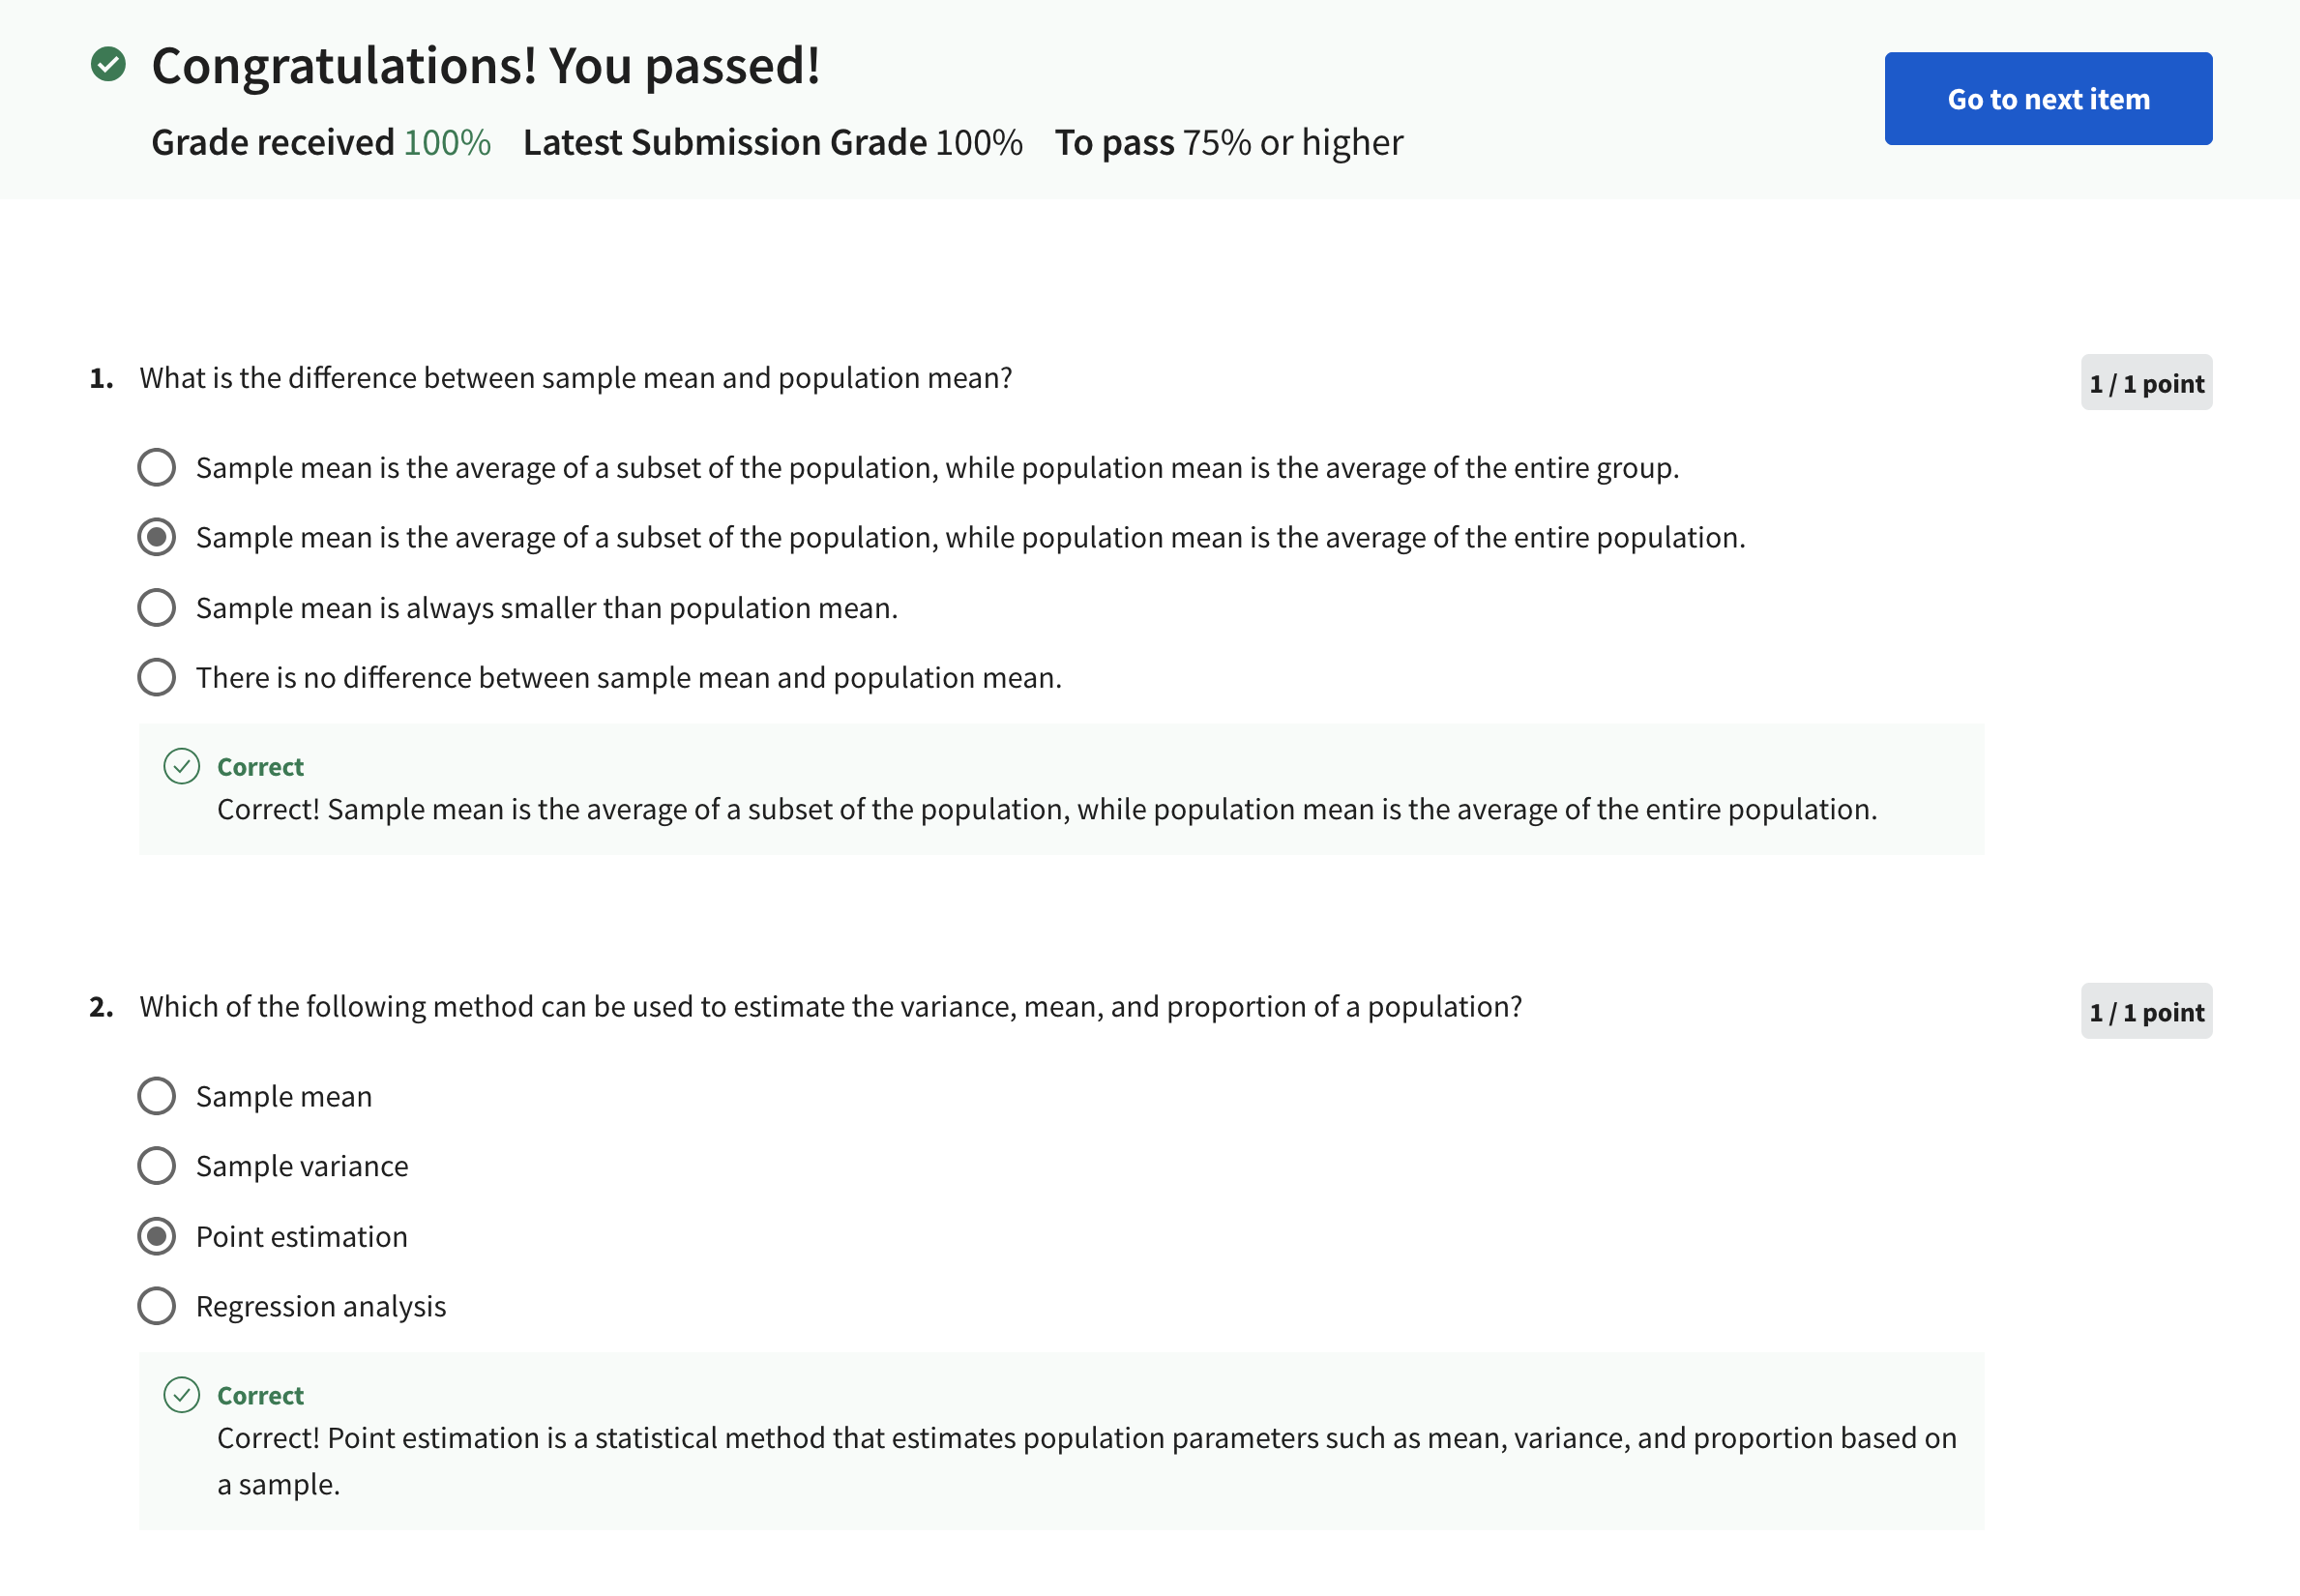 Congratulations! You passed!
Go to next item
Grade received 100% Latest Submission Grade 100% To pass 75% or higher
1. What is the difference between sample mean and population mean?
1 / 1 point
Sample mean is the average of a subset of the population, while population mean is the average of the entire group.
Sample mean is the average of a subset of the population, while population mean is the average of the entire population.
Sample mean is always smaller than population mean.
There is no difference between sample mean and population mean.
Correct
Correct! Sample mean is the average of a subset of the population, while population mean is the average of the entire population.
2. Which of the following method can be used to estimate the variance, mean, and proportion of a population?
1 / 1 point
Sample mean
Sample variance
Point estimation
Regression analysis
Correct
Correct! Point estimation is a statistical method that estimates population parameters such as mean, variance, and proportion based on
a sample.